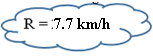 R = 7.7 km/h